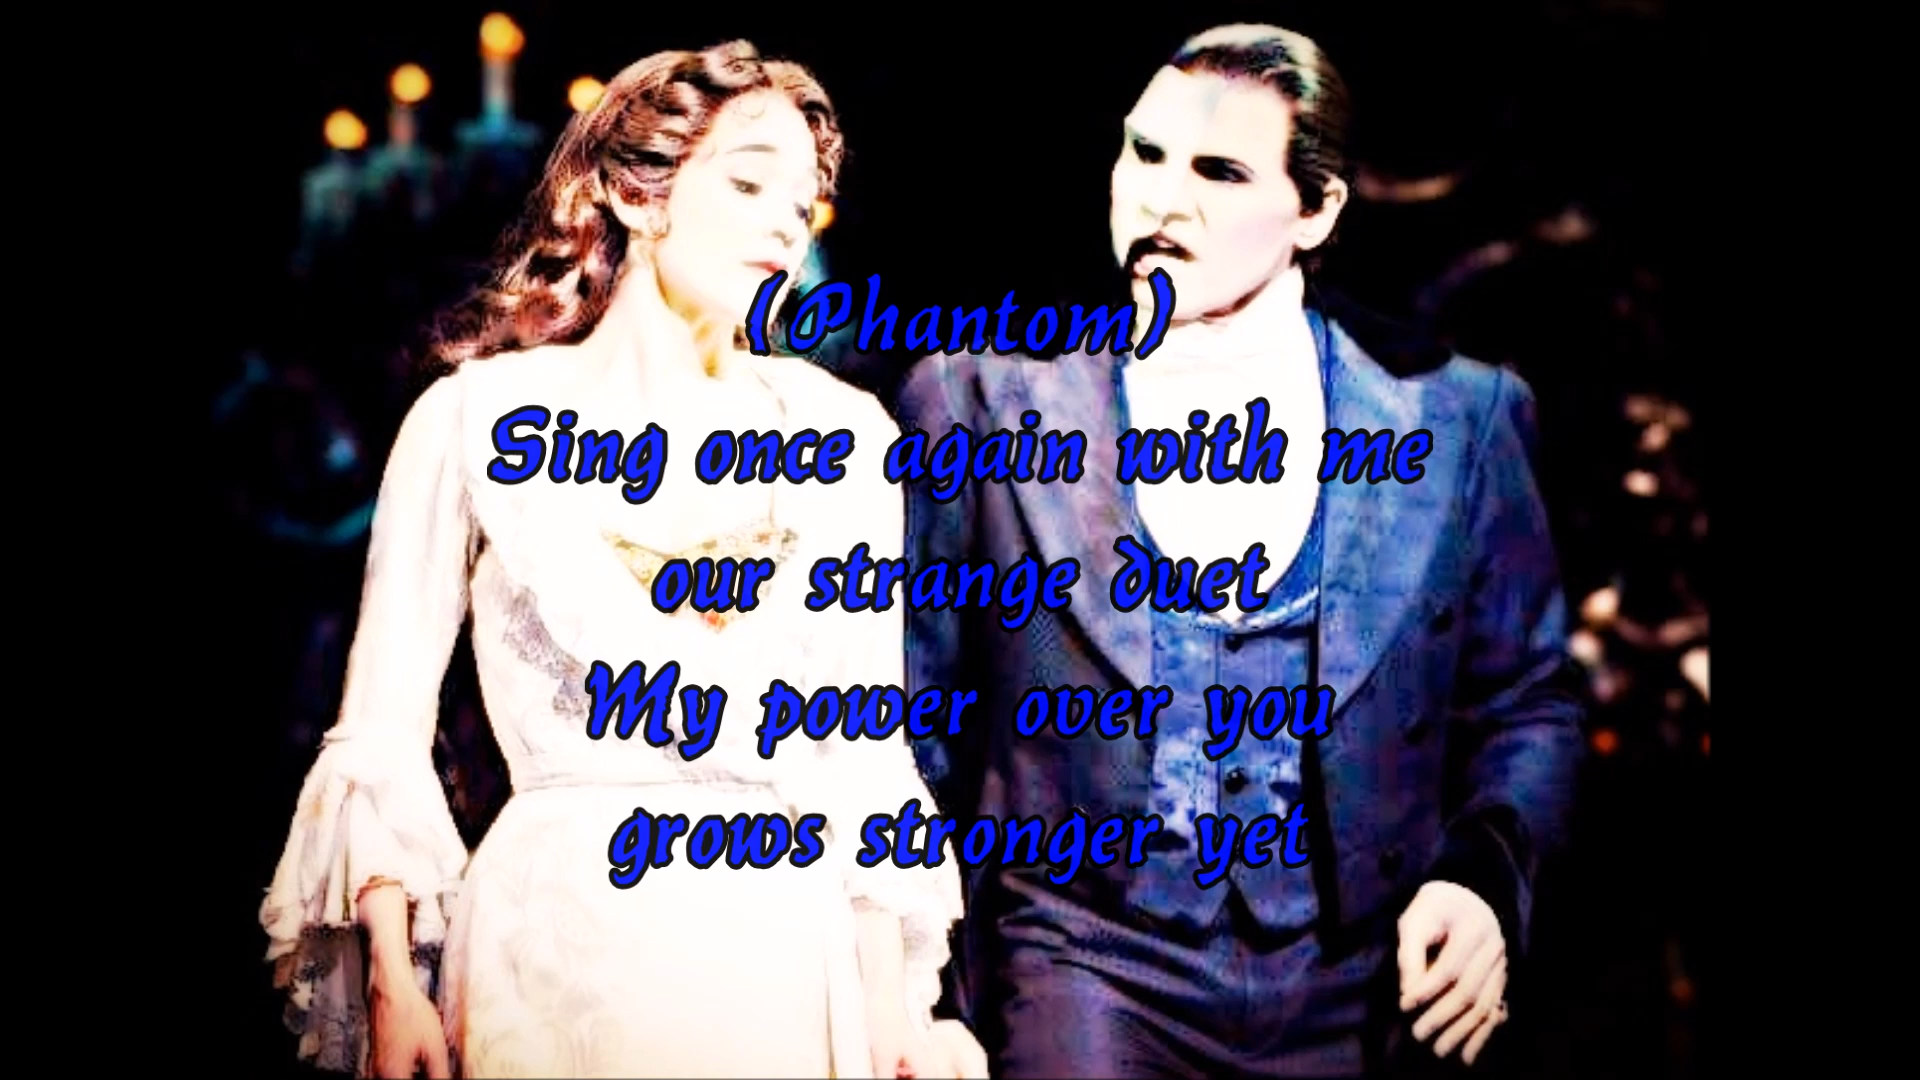 (Phantom)
Sing once again with me
our strange duet
My power over you
grows stronger yet